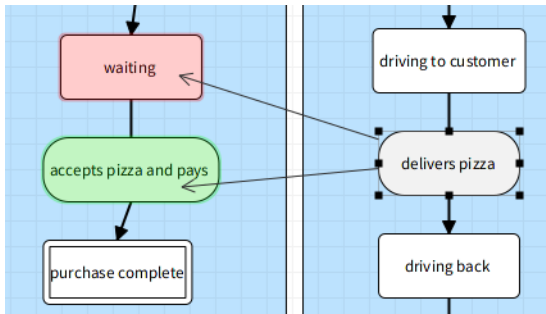 waiting
accepts pizza and pays
purchase complete
driving to customer
delivers pizza
driving back